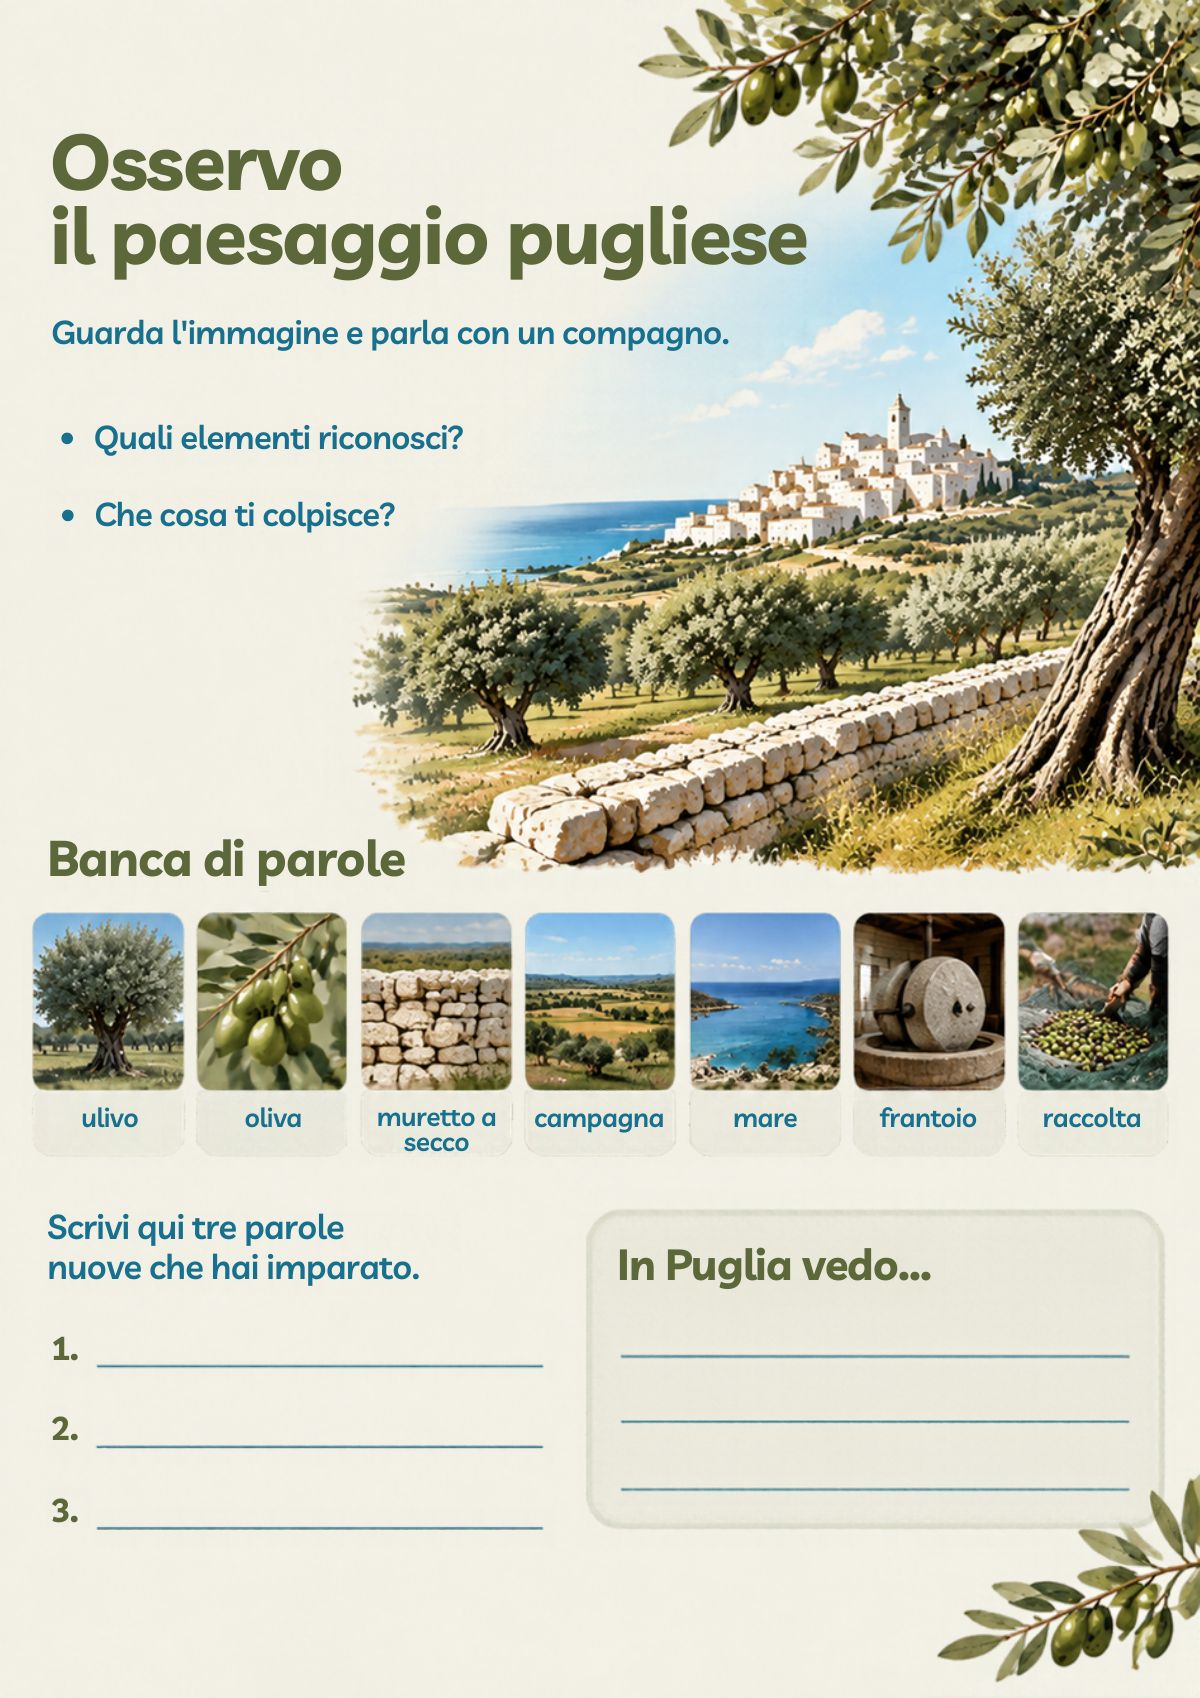 Osservo
il paesaggio pugliese
Guarda l'immagine e parla con un compagno.
• Quali elementi riconosci?
• Che cosa ti colpisce?
Banca di parole
ulivo
oliva
muretto a
secco
campagna
mare
frantoio
raccolta
Scrivi qui tre parole
nuove che hai imparato.
1.
2.
3.
In Puglia vedo...